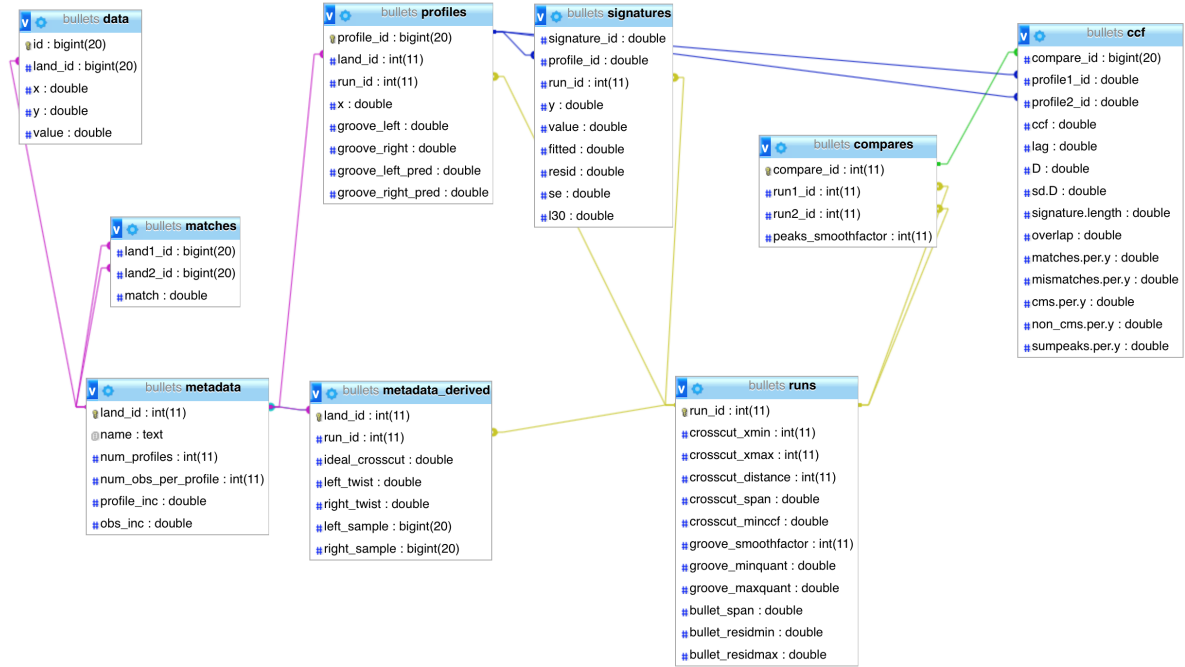 bullets data
id : bigint(20)
land_id : bigint(20)
x : double
y : double
value : double
bullets profiles
profile_id : bigint(20)
land_id : int(11)
run_id : int(11)
x : double
groove_left : double
groove_right : double
groove_left_pred : double
groove_right_pred : double
bullets signatures
signature_id : double
profile_id : double
run_id : int(11)
y : double
value : double
fitted : double
resid : double
se : double
l30 : double
bullets ccf
compare_id : bigint(20)
profile1_id : double
profile2_id : double
ccf : double
lag : double
D : double
sd.D : double
signature.length : double
overlap : double
matches.per.y : double
mismatches.per.y : double
cms.per.y : double
non_cms.per.y : double
sumpeaks.per.y : double
bullets compares
compare_id : int(11)
run1_id : int(11)
run2_id : int(11)
peaks_smoothfactor : int(11)
bullets matches
land1_id : bigint(20)
land2_id : bigint(20)
match : double
bullets metadata
land_id : int(11)
name : text
num_profiles : int(11)
num_obs_per_profile : int(11)
profile_inc : double
obs_inc : double
bullets metadata_derived
land_id : int(11)
run_id : int(11)
ideal_crosscut : double
left_twist : double
right_twist : double
left_sample : bigint(20)
right_sample : bigint(20)
bullets runs
run_id : int(11)
crosscut_xmin : int(11)
crosscut_xmax : int(11)
crosscut_distance : int(11)
crosscut_span : double
crosscut_minccf : double
groove_smoothfactor : int(11)
groove_minquant : double
groove_maxquant : double
bullet_span : double
bullet_residmin : double
bullet_residmax : double